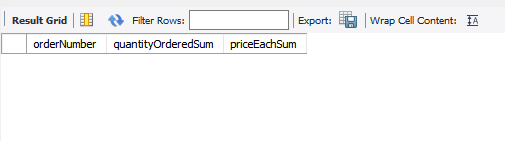 Result Grid Filter Rows: Export: Wrap Cell Content:
orderNumber quantityOrderedSum priceEachSum